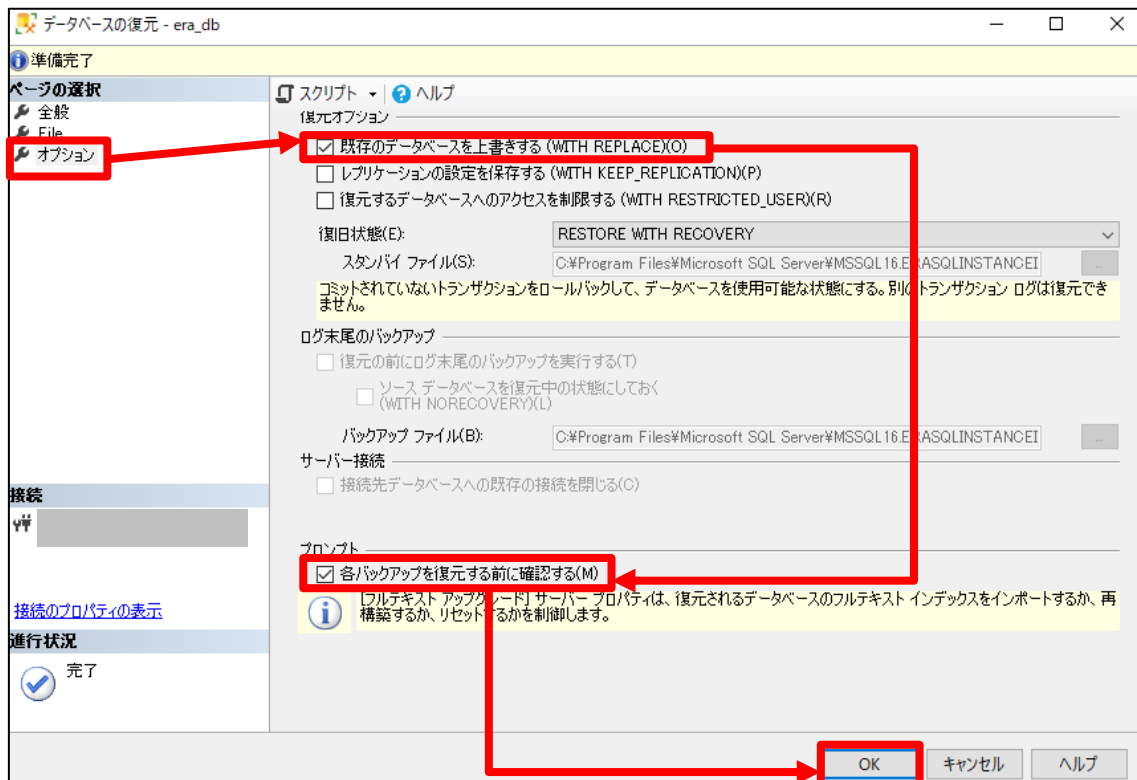 データベースの復元 - era_db
準備完了
ページの選択
全般
File
オプション
スクリプト ヘルプ
復元オプション
既存のデータベースを上書きする (WITH REPLACE)(O)
レプリケーションの設定を保存する (WITH KEEP_REPLICATION)(P)
復元するデータベースへのアクセスを制限する (WITH RESTRICTED_USER)(R)
復旧状態(E): RESTORE WITH RECOVERY
スタンバイ ファイル(S): C:¥Program Files¥Microsoft SQL Server¥MSSQL16.ERASQLINSTANCE¥ ...
コミットされていないトランザクションをロールバックして、データベースを使用可能な状態にする。別のトランザクション ログは復元でき
ません。
ログ末尾のバックアップ
復元の前にログ末尾のバックアップを実行する(T)
ソース データベースを復元中の状態にしておく
(WITH NORECOVERY)(L)
バックアップ ファイル(B): C:¥Program Files¥Microsoft SQL Server¥MSSQL16.ERASQLINSTANCE¥ ...
サーバー接続
接続先データベースへの既存の接続を閉じる(C)
プロンプト
各バックアップを復元する前に確認する(M)
[フルテキスト アップグレード] サーバー プロパティは、復元されるデータベースのフルテキスト インデックスをインポートするか、再
構築するか、リセットするかを制御します。
接続
接続のプロパティの表示
進行状況
完了
OK キャンセル ヘルプ